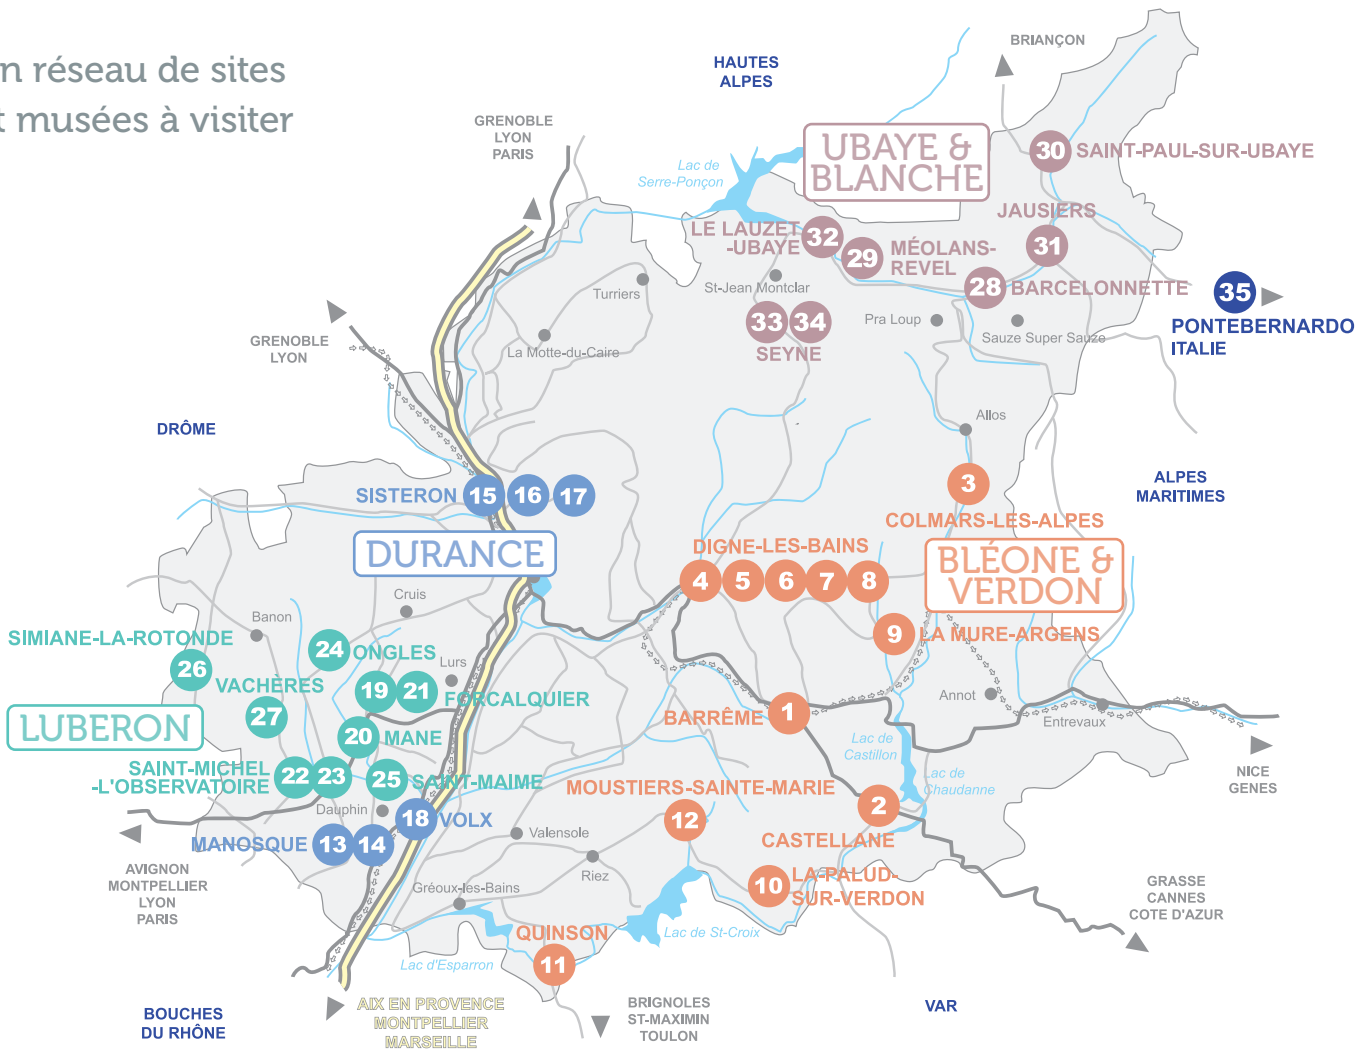 n réseau de sites
t musées à visiter
BRIANÇON
HAUTES
ALPES
GRENOBLE
LYON
PARIS
UBAYE &
BLANCHE
30 SAINT-PAUL-SUR-UBAYE
Lac de
Serre-Ponçon
JAUSIERS
31
LE LAUZET
-UBAYE
32
29
MÉOLANS-
REVEL
St-Jean Montclar
28 BARCELONNETTE
35
PONTEBERNARDO
ITALIE
Turriers
33 34
SEYNE
Pra Loup
Sauze Super Sauze
GRENOBLE
LYON
La Motte-du-Caire
DRÔME
Allos
ALPES
MARITIMES
SISTERON 15 16 17
3
COLMARS-LES-ALPES
DURANCE
DIGNE-LES-BAINS
4 5 6 7 8
BLÉONE &
VERDON
Banon
Cruis
SIMIANE-LA-ROTONDE
26
24 ONGLES
9 LA MURE-ARGENS
Lurs
VACHÈRES
27
19 21 FORCALQUIER
Annot
Entrevaux
LUBERON
BARRÊME 1
20 MANE
Lac de
Castillon
SAINT-MICHEL
-L'OBSERVATOIRE
22 23
25 SAINT-MAIME
Lac de
Chaudanne
NICE
GENES
MOUSTIERS-SAINTE-MARIE
12
2
CASTELLANE
Dauphin
18 VOLX
MANOSQUE 13 14
Valensole
Riez
AVIGNON
MONTPELLIER
LYON
PARIS
Gréoux-les-Bains
10 LA-PALUD-
SUR-VERDON
GRASSE
CANNES
COTE D'AZUR
QUINSON
11
Lac de St-Croix
Lac d'Esparron
BOUCHES
DU RHÔNE
AIX EN PROVENCE
MONTPELLIER
MARSEILLE
BRIGNOLES
ST-MAXIMIN
TOULON
VAR